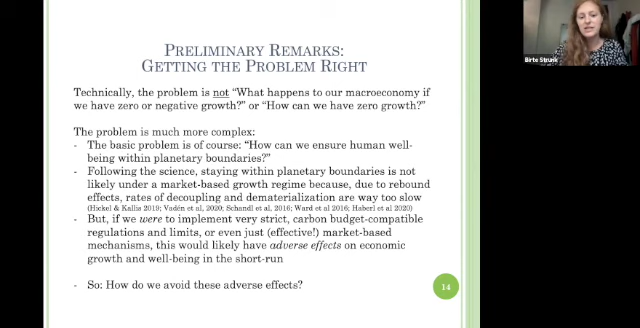 PRELIMINARY REMARKS:
GETTING THE PROBLEM RIGHT
Technically, the problem is not "What happens to our macroeconomy if
we have zero or negative growth?" or "How can we have zero growth?"
The problem is much more complex:
- The basic problem is of course: "How can we ensure human well-
being within planetary boundaries?"
- Following the science, staying within planetary boundaries is not
likely under a market-based growth regime because, due to rebound
effects, rates of decoupling and dematerialization are way too slow
(Hickel & Kallis 2019; Vadén et al, 2020; Schandl et al. 2016; Ward et al 2016; Haberl et al 2020)
- But, if we were to implement very strict, carbon budget-compatible
regulations and limits, or even just (effective!) market-based
mechanisms, this would likely have adverse effects on economic
growth and well-being in the short-run
- So: How do we avoid these adverse effects?
14
Birte Strunk